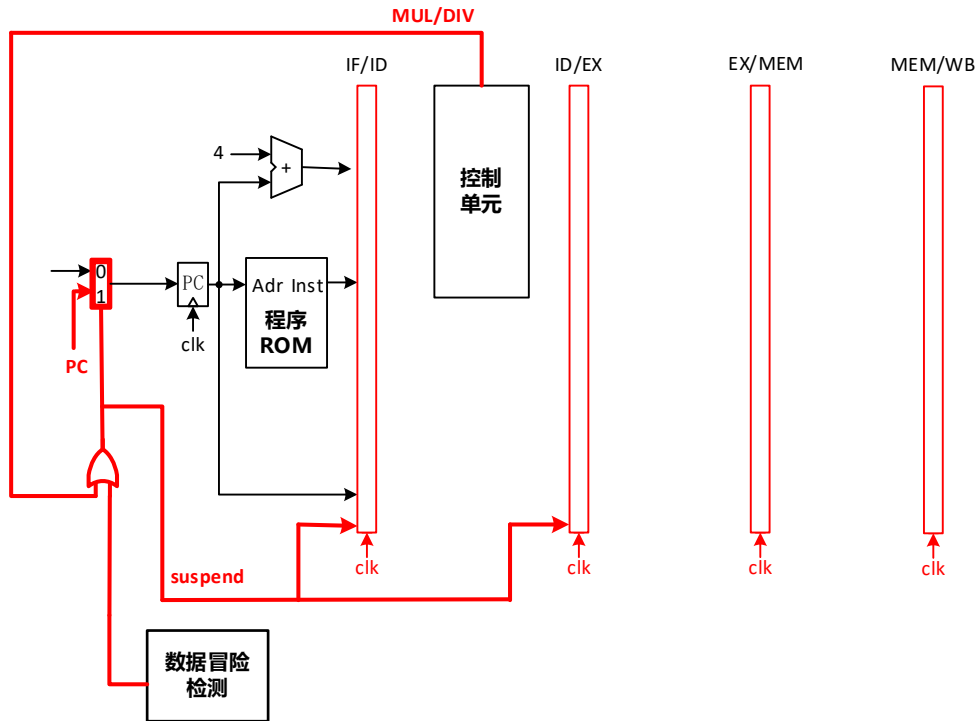 MUL/DIV
IF/ID
ID/EX
EX/MEM
MEM/WB
4
+
控制
单元
0
1
PC
Adr Inst
程序
ROM
clk
PC
suspend
clk
clk
clk
clk
数据冒险
检测